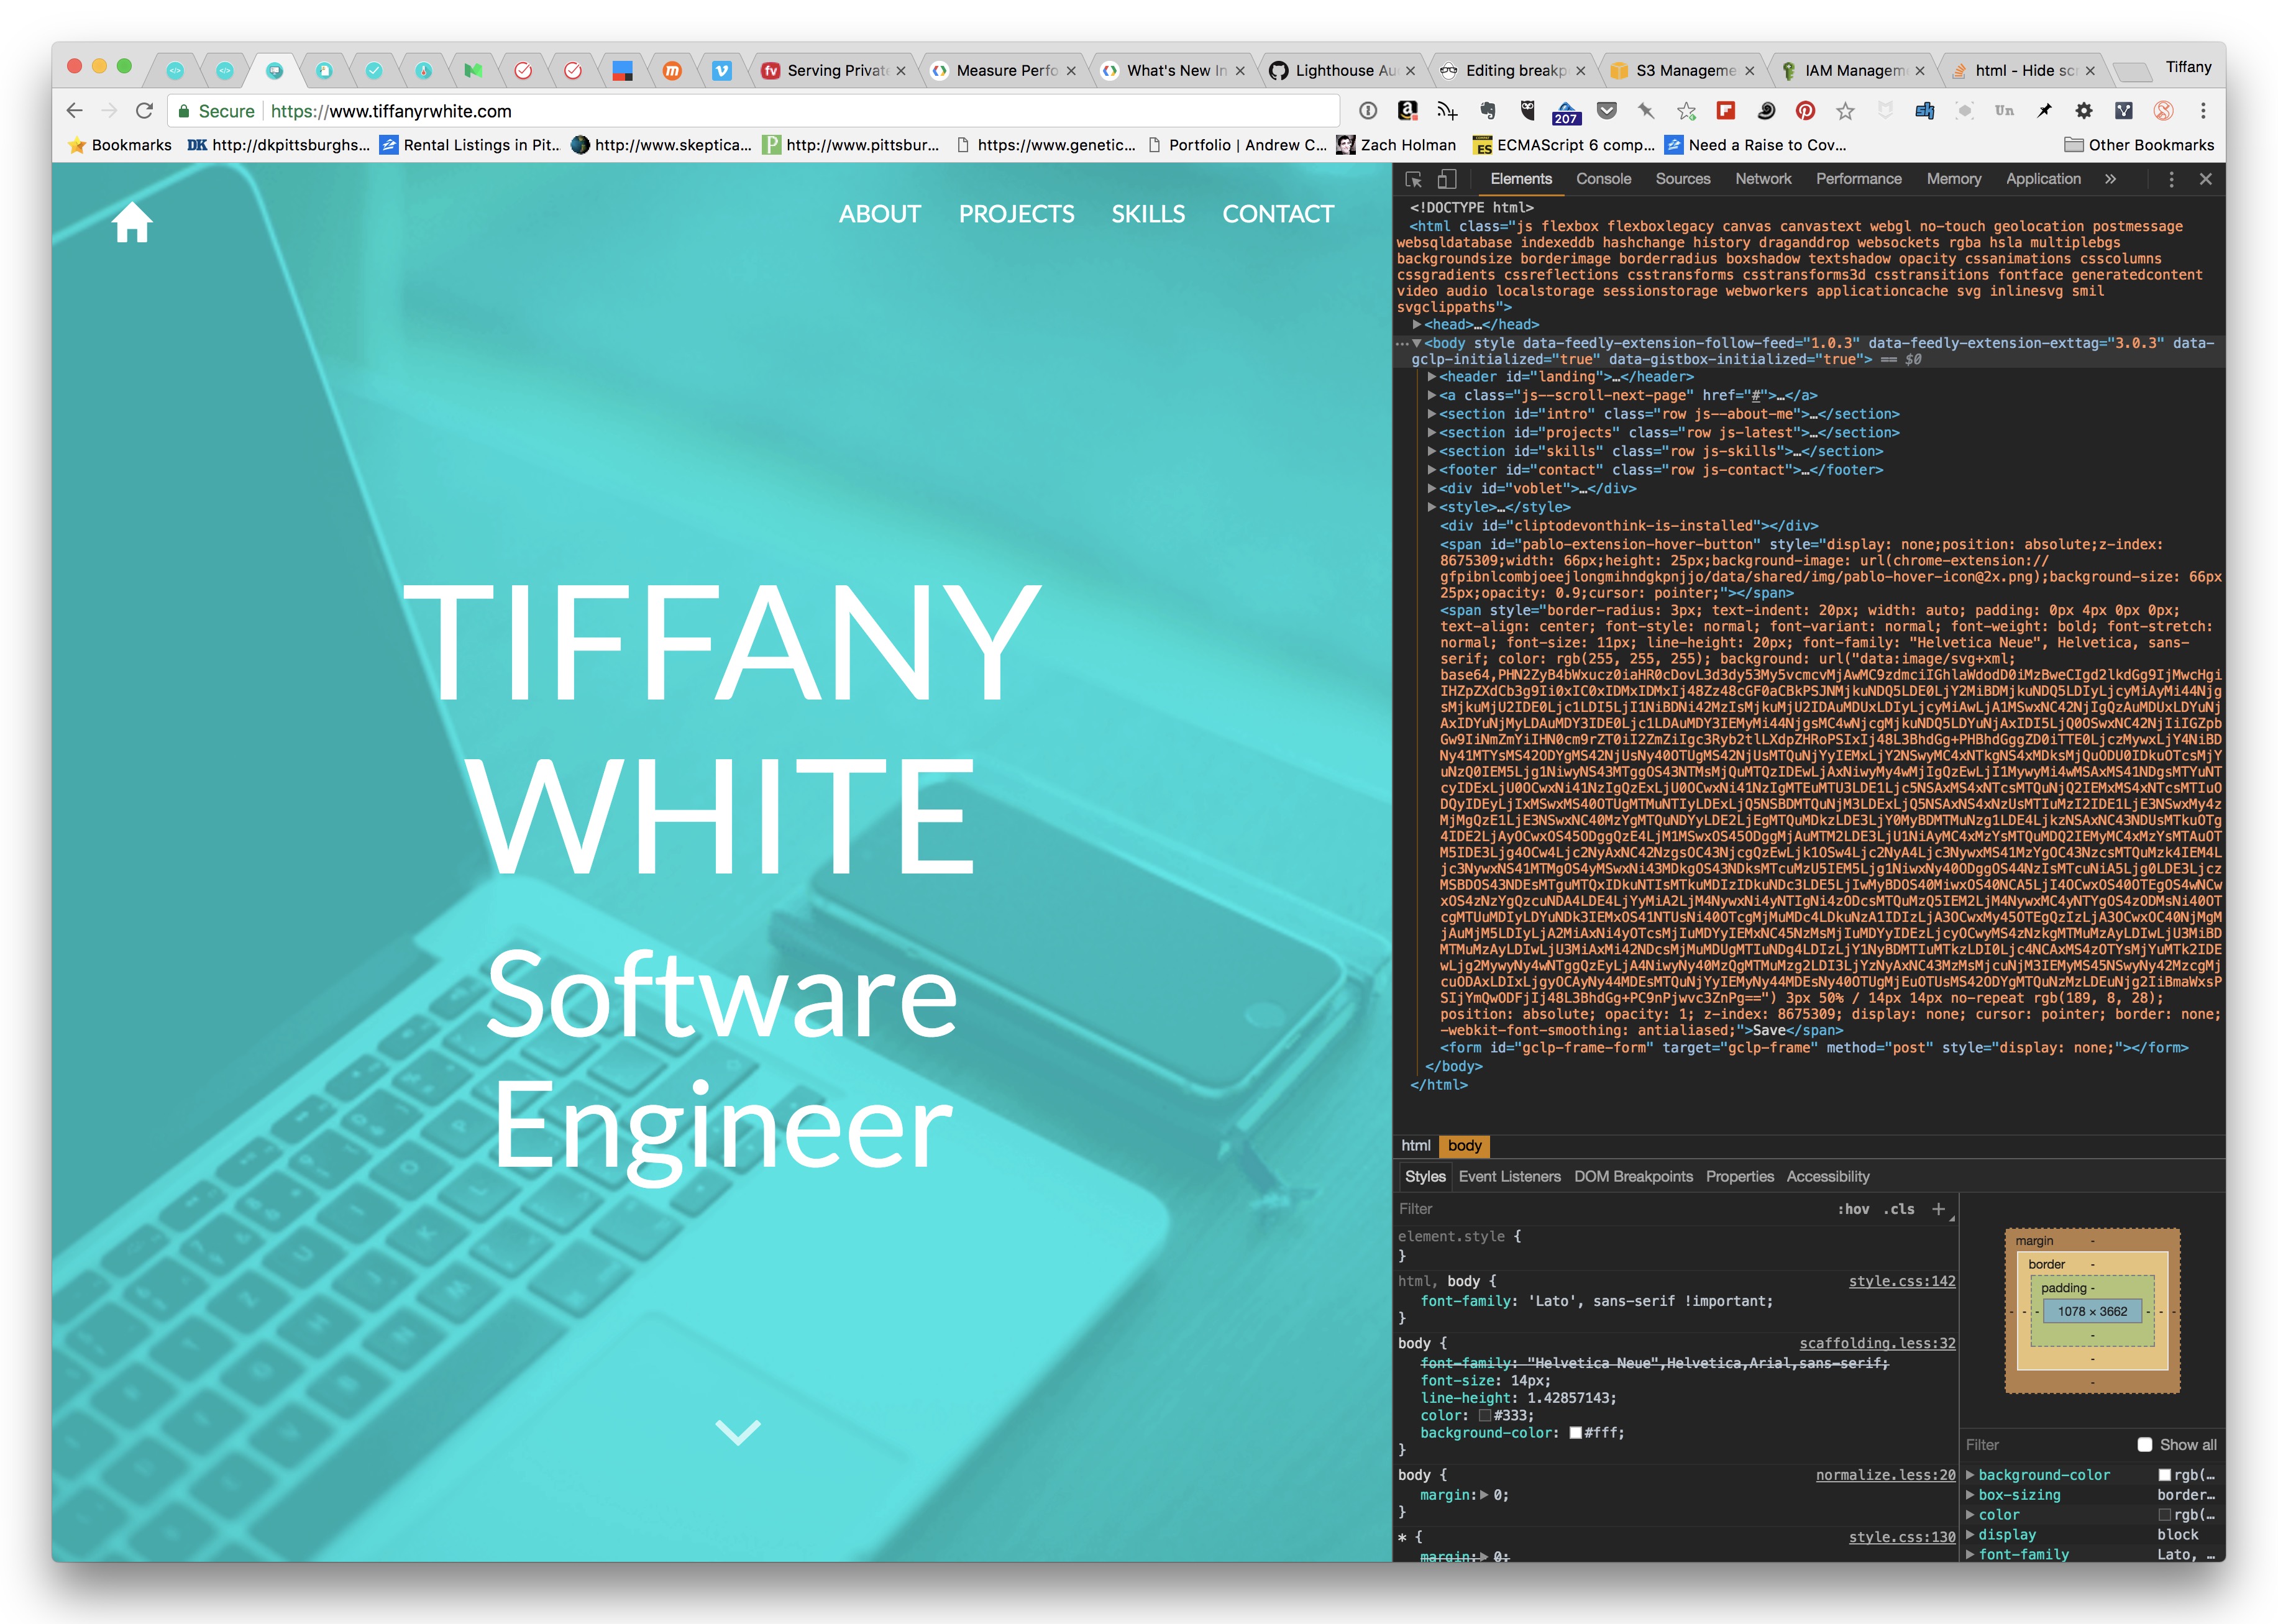 Serving Privat
Measure Perfo
What's New In
Lighthouse Au
Editing breakp
S3 Manageme
IAM Managem
html - Hide sc
Tiffany
Secure https://www.tiffanyrwhite.com
207
Un
Bookmarks
DK http://dkpittsburghs...
Rental Listings in Pit...
http://www.skeptica...
http://www.pittsbur...
https://www.genetic...
Portfolio | Andrew C...
Zach Holman
ES ECMAScript 6 comp...
Need a Raise to Cov...
Other Bookmarks
ABOUT PROJECTS SKILLS CONTACT
TIFFANY
WHITE
Software
Engineer
Elements Console Sources Network Performance Memory Application »
<!DOCTYPE html>
<html class="js flexbox flexboxlegacy canvas canvastext webgl no-touch geolocation postmessage
websqldatabase indexeddb hashchange history draganddrop websockets rgba hsla multiplebgs
backgroundsize borderimage borderradius boxshadow textshadow opacity cssanimations csscolumns
cssgradients cssreflections csstransforms csstransforms3d csstransitions fontface generatedcontent
video audio localstorage sessionstorage webworkers applicationcache svg inlinesvg smil
svgclippaths">
<head>…</head>
<body style data-feedly-extension-follow-feed="1.0.3" data-feedly-extension-exttag="3.0.3" data-
gclp-initialized="true" data-gistbox-initialized="true"> == $0
<header id="landing">…</header>
<a class="js--scroll-next-page" href="#">…</a>
<section id="intro" class="row js--about-me">…</section>
<section id="projects" class="row js-latest">…</section>
<section id="skills" class="row js-skills">…</section>
<footer id="contact" class="row js-contact">…</footer>
<div id="voblet">…</div>
<style>…</style>
<div id="cliptodevonthink-is-installed"></div>
<span id="pablo-extension-hover-button" style="display: none;position: absolute;z-index:
8675309;width: 66px;height: 25px;background-image: url(chrome-extension://
gfpibnlcombjoeejlongmihndgkpnjjo/data/shared/img/pablo-hover-icon@2x.png);background-size: 66px
25px;opacity: 0.9;cursor: pointer;"></span>
<span style="border-radius: 3px; text-indent: 20px; width: auto; padding: 0px 4px 0px 0px;
text-align: center; font-style: normal; font-variant: normal; font-weight: bold; font-stretch:
normal; font-size: 11px; line-height: 20px; font-family: "Helvetica Neue", Helvetica, sans-
serif; color: rgb(255, 255, 255); background: url("data:image/svg+xml;
3px 50% / 14px 14px no-repeat rgb(189, 8, 28);
position: absolute; opacity: 1; z-index: 8675309; display: none; cursor: pointer; border: none;
-webkit-font-smoothing: antialiased;">Save</span>
<form id="gclp-frame-form" target="gclp-frame" method="post" style="display: none;"></form>
</body>
</html>
html body
Styles Event Listeners DOM Breakpoints Properties Accessibility
Filter :hov .cls +
element.style {
}
html, body { style.css:142
font-family: 'Lato', sans-serif !important;
}
body { scaffolding.less:32
font-family: "Helvetica Neue",Helvetica,Arial,sans-serif;
font-size: 14px;
line-height: 1.42857143;
color: #333;
background-color: #fff;
}
body { normalize.less:20
margin: 0;
}
* { style.css:130
margin: 0;
margin -
border -
padding -
1078 × 3662
Filter Show all
background-color rgb(…
box-sizing border…
color rgb(…
display block
font-family Lato, …